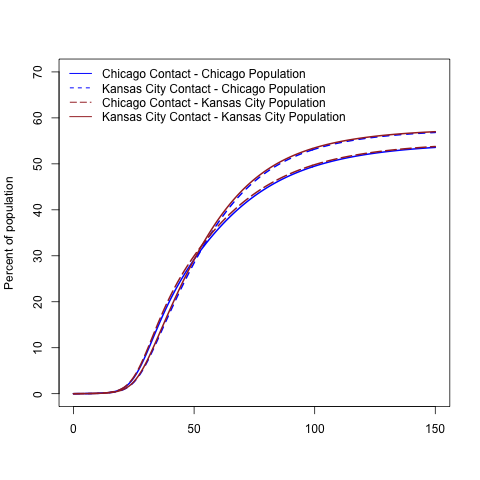 Chicago Contact - Chicago Population
Kansas City Contact - Chicago Population
Chicago Contact - Kansas City Population
Kansas City Contact - Kansas City Population
Percent of population
70
60
50
40
30
20
10
0
0 50 100 150